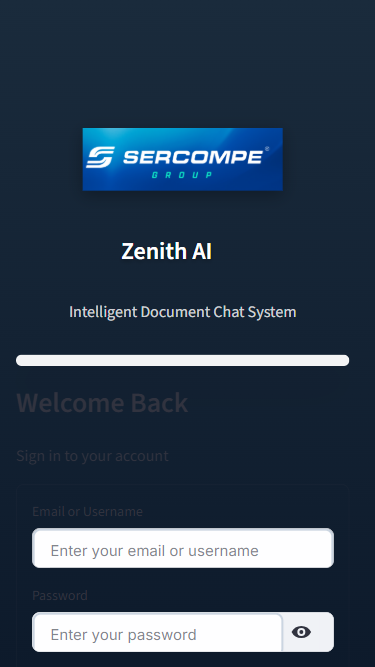 SERCOMPE®
GROUP
Zenith AI
Intelligent Document Chat System
Welcome Back
Sign in to your account
Email or Username
Enter your email or username
Password
Enter your password